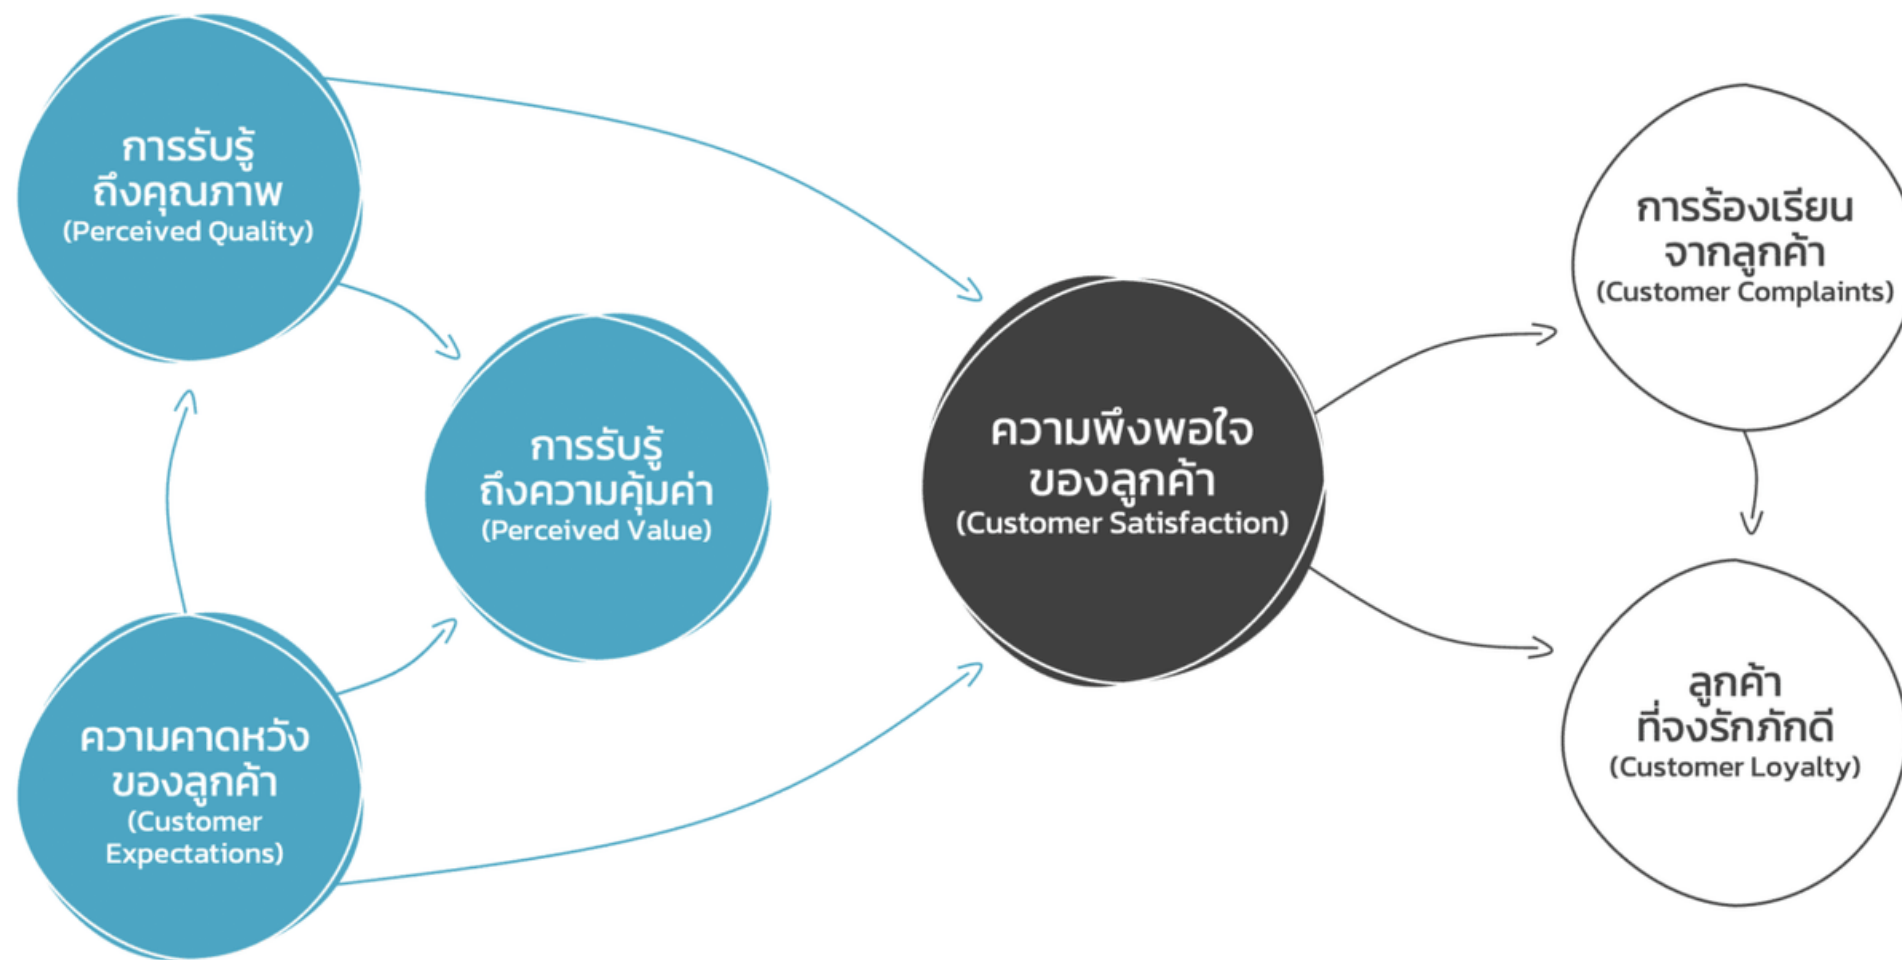 การรับรู้
ถึงคุณภาพ
(Perceived Quality)
การรับรู้
ถึงความคุ้มค่า
(Perceived Value)
ความคาดหวัง
ของลูกค้า
(Customer
Expectations)
ความพึงพอใจ
ของลูกค้า
(Customer Satisfaction)
การร้องเรียน
จากลูกค้า
(Customer Complaints)
ลูกค้า
ที่จงรักภักดี
(Customer Loyalty)